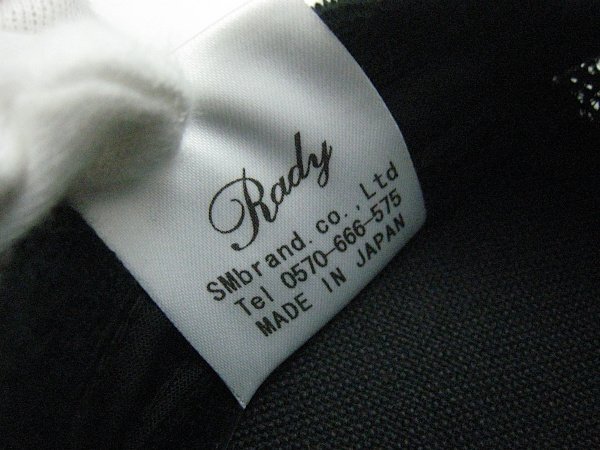 Rady
SMbrand.co.,Ltd
Tel 0570-666-575
MADE IN JAPAN